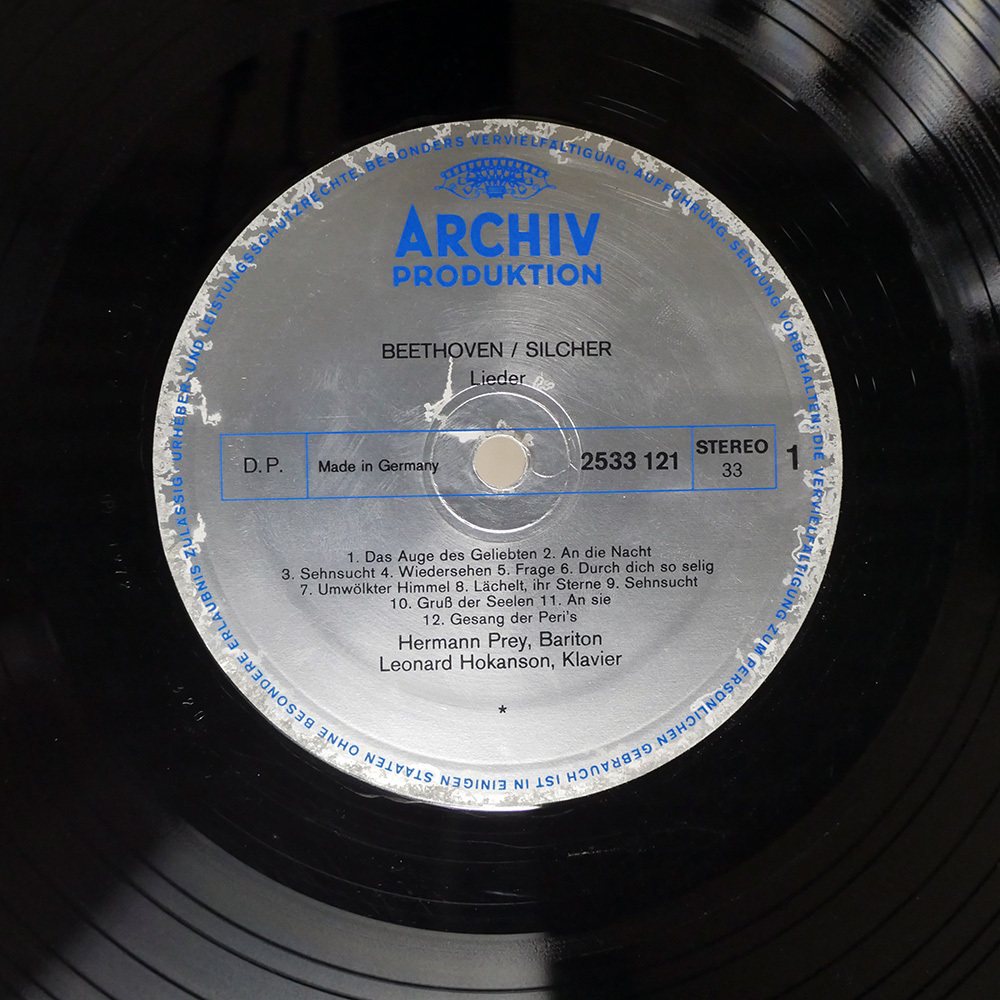 URHEBER- UND LEISTUNGSSCHUTZRECHTE, BESONDERS VERVIELFÄLTIGUNG, AUFFÜHRUNG, SENDUNG VORBEHALTEN; DIE VERVIELFÄLTIGUNG ZUM PERSÖNLICHEN GEBRAUCH IST IN EINIGEN STAATEN OHNE BESONDERE ERLAUBNIS ZULÄSSIG
ARCHIV
PRODUKTION
BEETHOVEN / SILCHER
Lieder
D.P. Made in Germany 2533 121 STEREO 33 1
1. Das Auge des Geliebten 2. An die Nacht
3. Sehnsucht 4. Wiedersehen 5. Frage 6. Durch dich so selig
7. Umwölkter Himmel 8. Lächelt, ihr Sterne 9. Sehnsucht
10. Gruß der Seelen 11. An sie
12. Gesang der Peri's
Hermann Prey, Bariton
Leonard Hokanson, Klavier
*